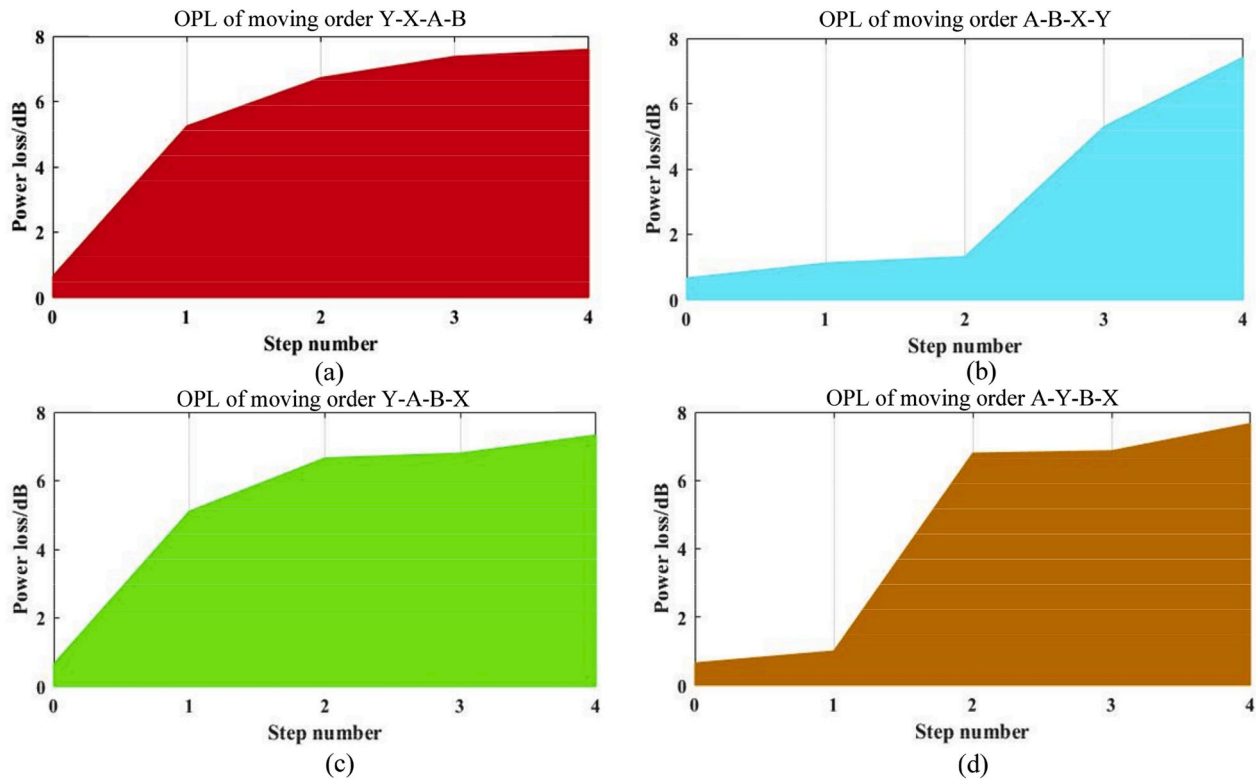 OPL of moving order Y-X-A-B
8
6
4
2
0
Power loss/dB
0 1 2 3 4
Step number
(a)
OPL of moving order A-B-X-Y
8
6
4
2
0
Power loss/dB
0 1 2 3 4
Step number
(b)
OPL of moving order Y-A-B-X
8
6
4
2
0
Power loss/dB
0 1 2 3 4
Step number
(c)
OPL of moving order A-Y-B-X
8
6
4
2
0
Power loss/dB
0 1 2 3 4
Step number
(d)